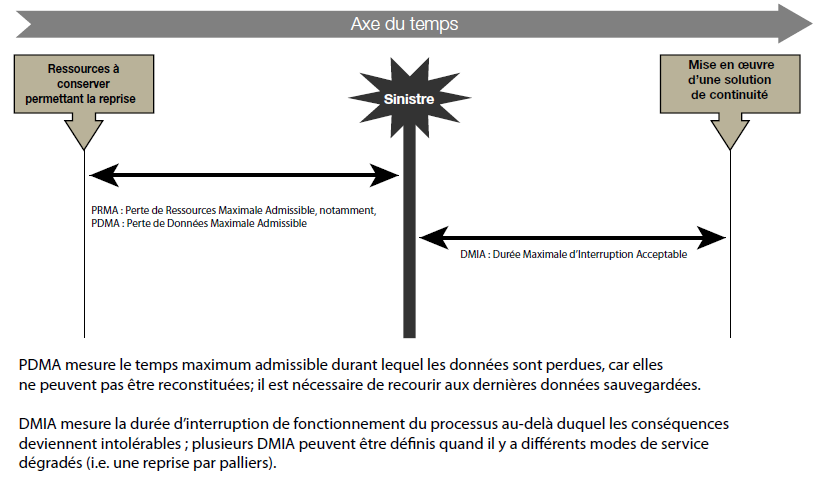 Axe du temps
Ressources à
conserver
permettant la reprise
Sinistre
Mise en œuvre
d'une solution
de continuité
PRMA : Perte de Ressources Maximale Admissible, notamment,
PDMA : Perte de Données Maximale Admissible
DMIA : Durée Maximale d'Interruption Acceptable
PDMA mesure le temps maximum admissible durant lequel les données sont perdues, car elles
ne peuvent pas être reconstituées; il est nécessaire de recourir aux dernières données sauvegardées.
DMIA mesure la durée d'interruption de fonctionnement du processus au-delà duquel les conséquences
deviennent intolérables ; plusieurs DMIA peuvent être définis quand il y a différents modes de service
dégradés (i.e. une reprise par palliers).